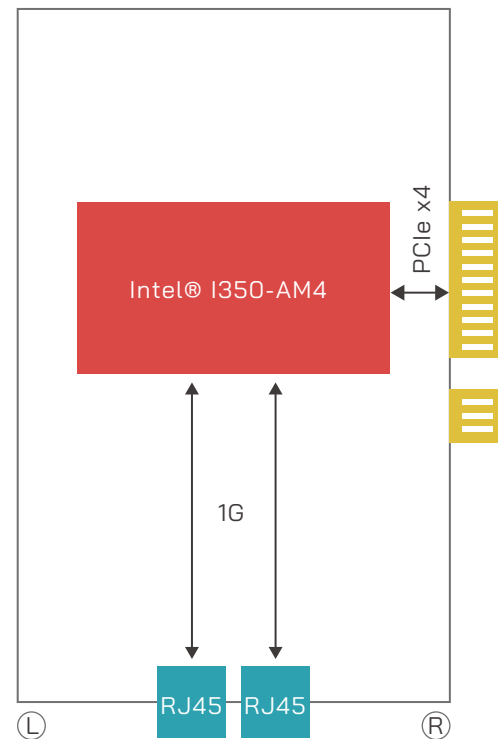 PCIe x4
Intel® I350-AM4
1G
RJ45 RJ45
Ⓛ Ⓡ